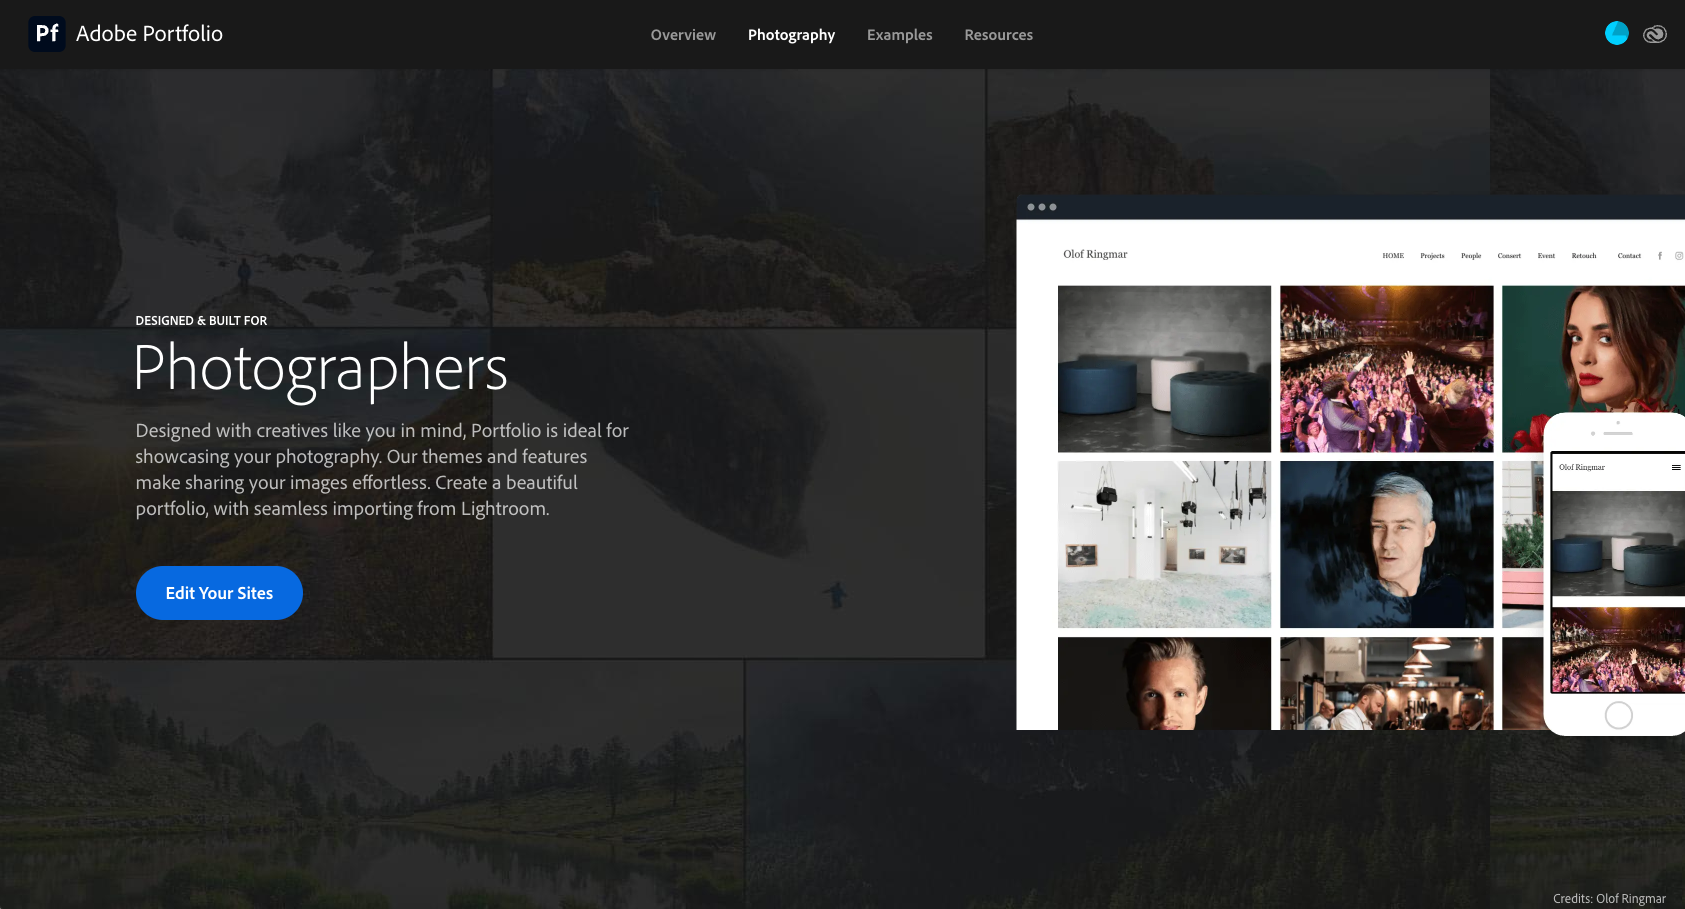 Pf Adobe Portfolio
Overview Photography Examples Resources
DESIGNED & BUILT FOR
Photographers
Designed with creatives like you in mind, Portfolio is ideal for
showcasing your photography. Our themes and features
make sharing your images effortless. Create a beautiful
portfolio, with seamless importing from Lightroom.
Edit Your Sites
Olof Ringmar
HOME Projects People Consert Event Retouch Contact
Olof Ringmar
Credits: Olof Ringmar